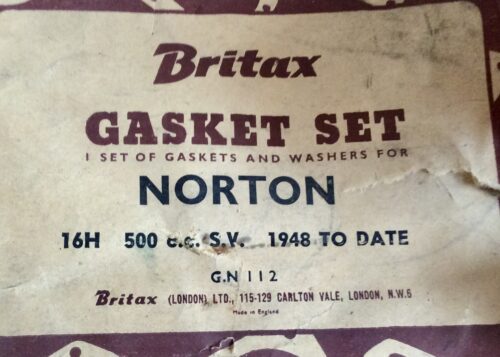 Britax
GASKET SET
1 SET OF GASKETS AND WASHERS FOR
NORTON
16H 500 c.c. S.V. 1948 TO DATE
G.N 112
Britax (LONDON) LTD., 115-129 CARLTON VALE, LONDON, N.W.6
Made in England